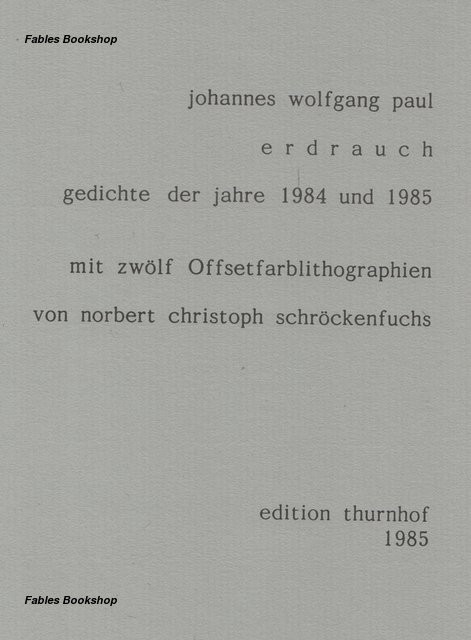 Fables Bookshop
johannes wolfgang paul
erdrauch
gedichte der jahre 1984 und 1985
mit zwölf Offsetfarblithographien
von norbert christoph schröckenfuchs
edition thurnhof
1985
Fables Bookshop